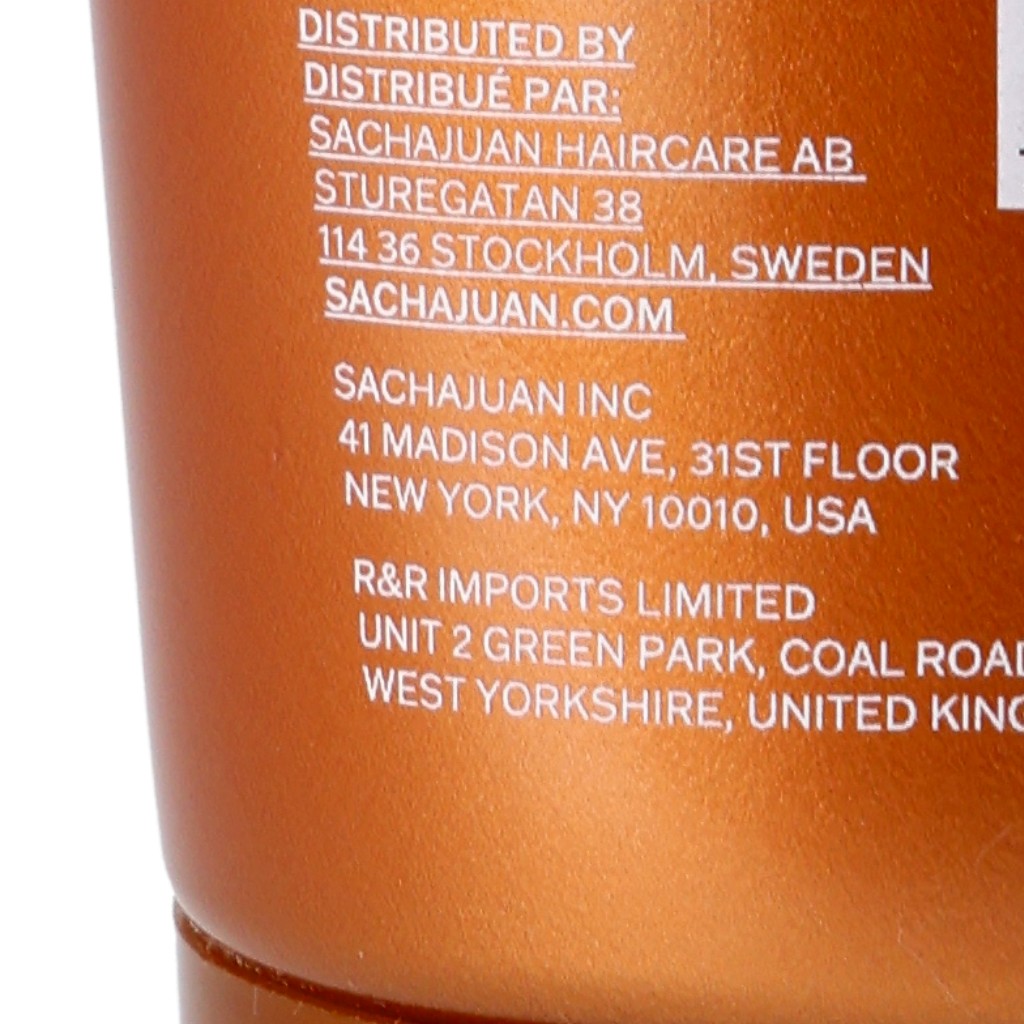 DISTRIBUTED BY
DISTRIBUÉ PAR:
SACHAJUAN HAIRCARE AB
STUREGATAN 38
114 36 STOCKHOLM, SWEDEN
SACHAJUAN.COM
SACHAJUAN INC
41 MADISON AVE, 31ST FLOOR
NEW YORK, NY 10010, USA
R&R IMPORTS LIMITED
UNIT 2 GREEN PARK, COAL ROAD
WEST YORKSHIRE, UNITED